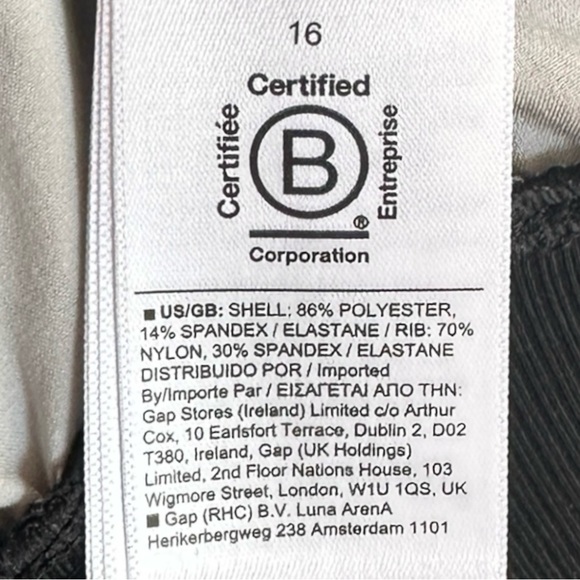 16
Certified
Certifiée
B
Entreprise
®
Corporation
■ US/GB: SHELL: 86% POLYESTER,
14% SPANDEX / ELASTANE / RIB: 70%
NYLON, 30% SPANDEX / ELASTANE
DISTRIBUIDO POR / Imported
By/Importe Par / ΕΙΣΑΓΕΤΑΙ ΑΠΟ ΤΗΝ:
Gap Stores (Ireland) Limited c/o Arthur
Cox, 10 Earlsfort Terrace, Dublin 2, D02
T380, Ireland, Gap (UK Holdings)
Limited, 2nd Floor Nations House, 103
Wigmore Street, London, W1U 1QS, UK
■ Gap (RHC) B.V. Luna ArenA
Herikerbergweg 238 Amsterdam 1101